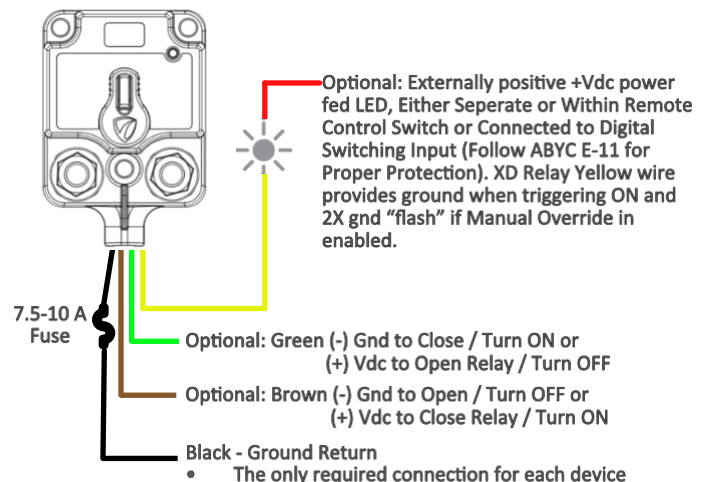 Optional: Externally positive +Vdc power
fed LED, Either Seperate or Within Remote
Control Switch or Connected to Digital
Switching Input (Follow ABYC E-11 for
Proper Protection). XD Relay Yellow wire
provides ground when triggering ON and
2X gnd “flash” if Manual Override in
enabled.
7.5-10 A
Fuse
Optional: Green (-) Gnd to Close / Turn ON or
(+) Vdc to Open Relay / Turn OFF
Optional: Brown (-) Gnd to Open / Turn OFF or
(+) Vdc to Close Relay / Turn ON
Black - Ground Return
• The only required connection for each device